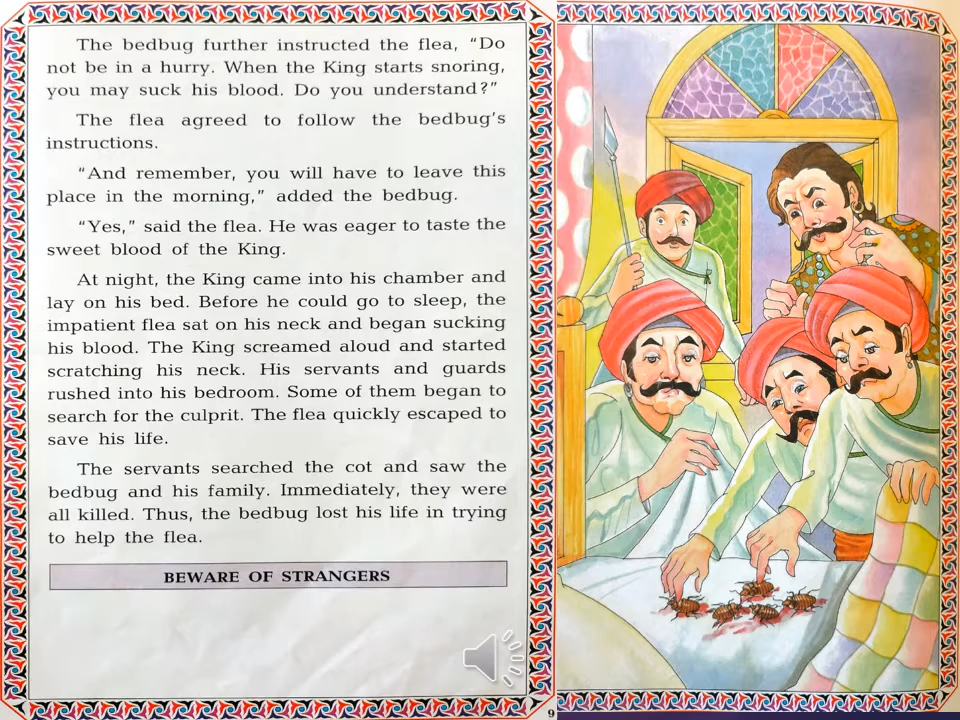 The bedbug further instructed the flea, “Do
not be in a hurry. When the King starts snoring,
you may suck his blood. Do you understand?”
The flea agreed to follow the bedbug’s
instructions.
“And remember, you will have to leave this
place in the morning,” added the bedbug.
“Yes,” said the flea. He was eager to taste the
sweet blood of the King.
At night, the King came into his chamber and
lay on his bed. Before he could go to sleep, the
impatient flea sat on his neck and began sucking
his blood. The King screamed aloud and started
scratching his neck. His servants and guards
rushed into his bedroom. Some of them began to
search for the culprit. The flea quickly escaped to
save his life.
The servants searched the cot and saw the
bedbug and his family. Immediately, they were
all killed. Thus, the bedbug lost his life in trying
to help the flea.
BEWARE OF STRANGERS
9